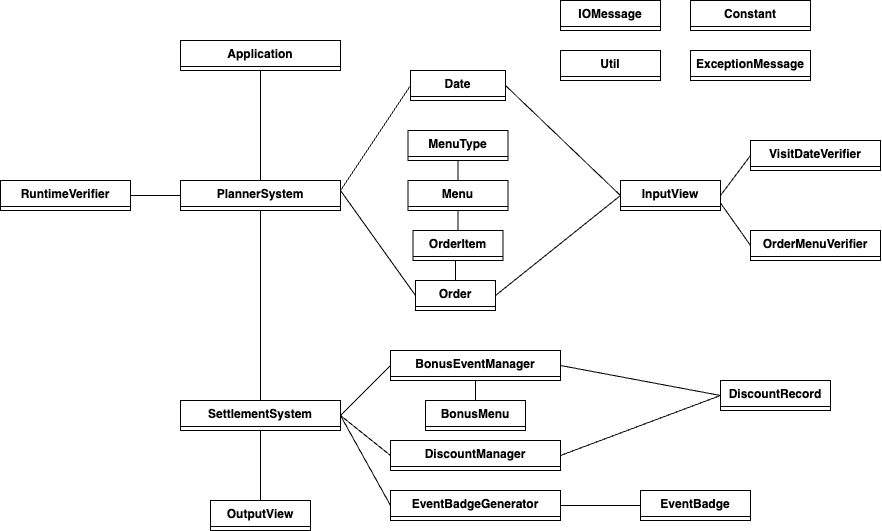 IOMessage
Constant
Application
Util
ExceptionMessage
Date
MenuType
VisitDateVerifier
RuntimeVerifier
PlannerSystem
Menu
InputView
OrderItem
OrderMenuVerifier
Order
BonusEventManager
DiscountRecord
SettlementSystem
BonusMenu
DiscountManager
EventBadgeGenerator
EventBadge
OutputView